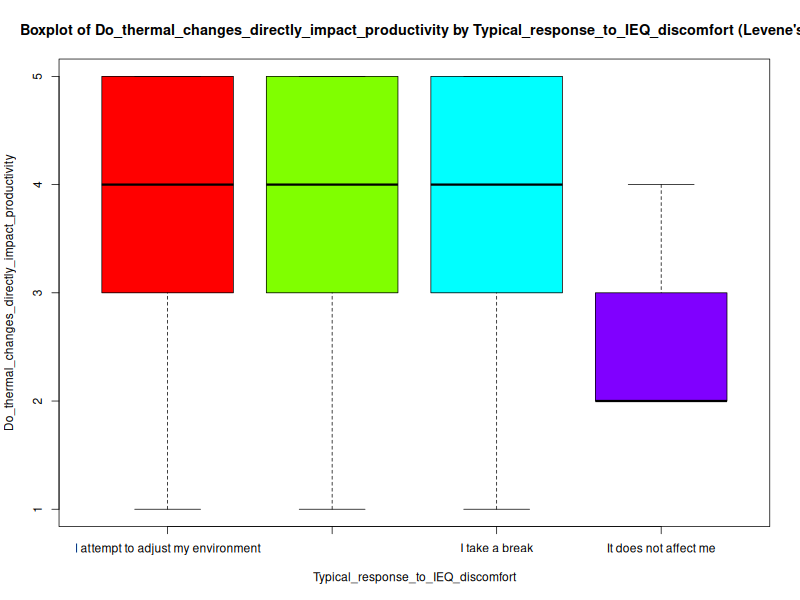 Boxplot of Do_thermal_changes_directly_impact_productivity by Typical_response_to_IEQ_discomfort (Levene's
Do_thermal_changes_directly_impact_productivity
5
4
3
2
1
I attempt to adjust my environment
I take a break
It does not affect me
Typical_response_to_IEQ_discomfort